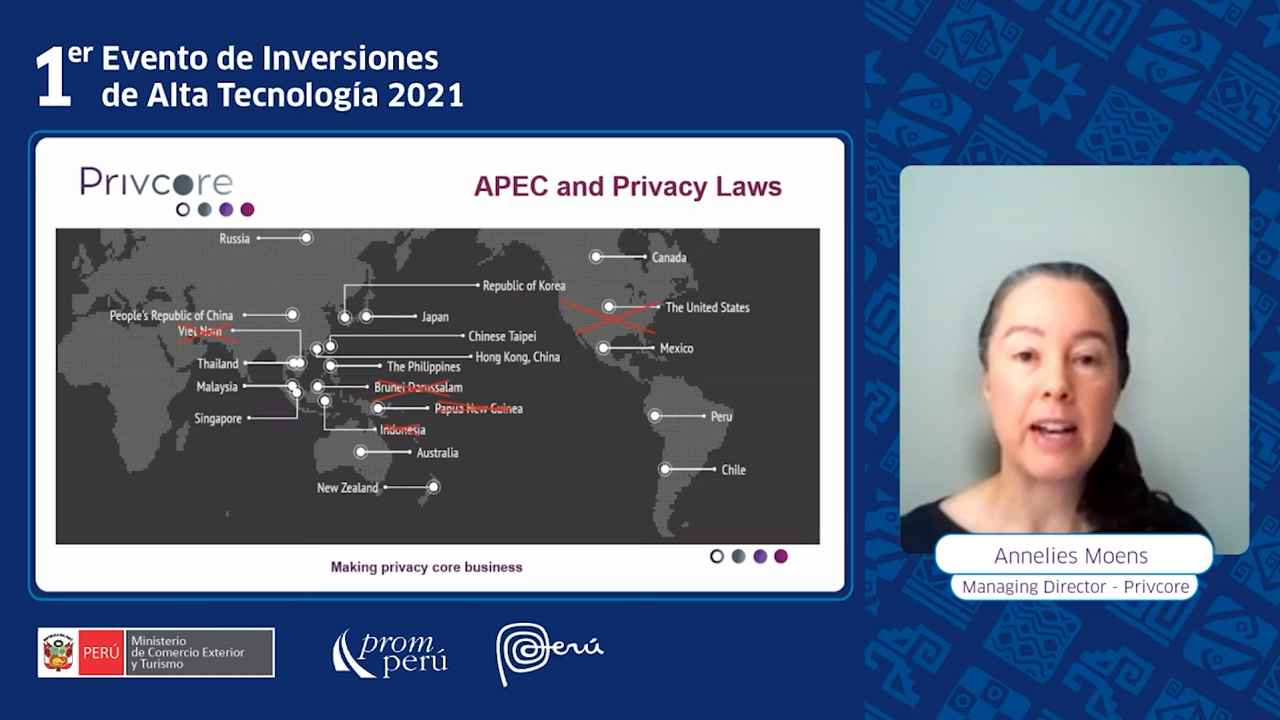 1er Evento de Inversiones
de Alta Tecnología 2021
Privcore
APEC and Privacy Laws
Russia
Canada
Republic of Korea
The United States
People's Republic of China
Japan
Viet Nam
Chinese Taipei
Mexico
Hong Kong, China
Thailand
The Philippines
Malaysia
Brunei Darussalam
Papua New Guinea
Peru
Singapore
Indonesia
Australia
Chile
New Zealand
Making privacy core business
Annelies Moens
Managing Director - Privcore
PERÚ
Ministerio
de Comercio Exterior
y Turismo
prom
perú
Perú